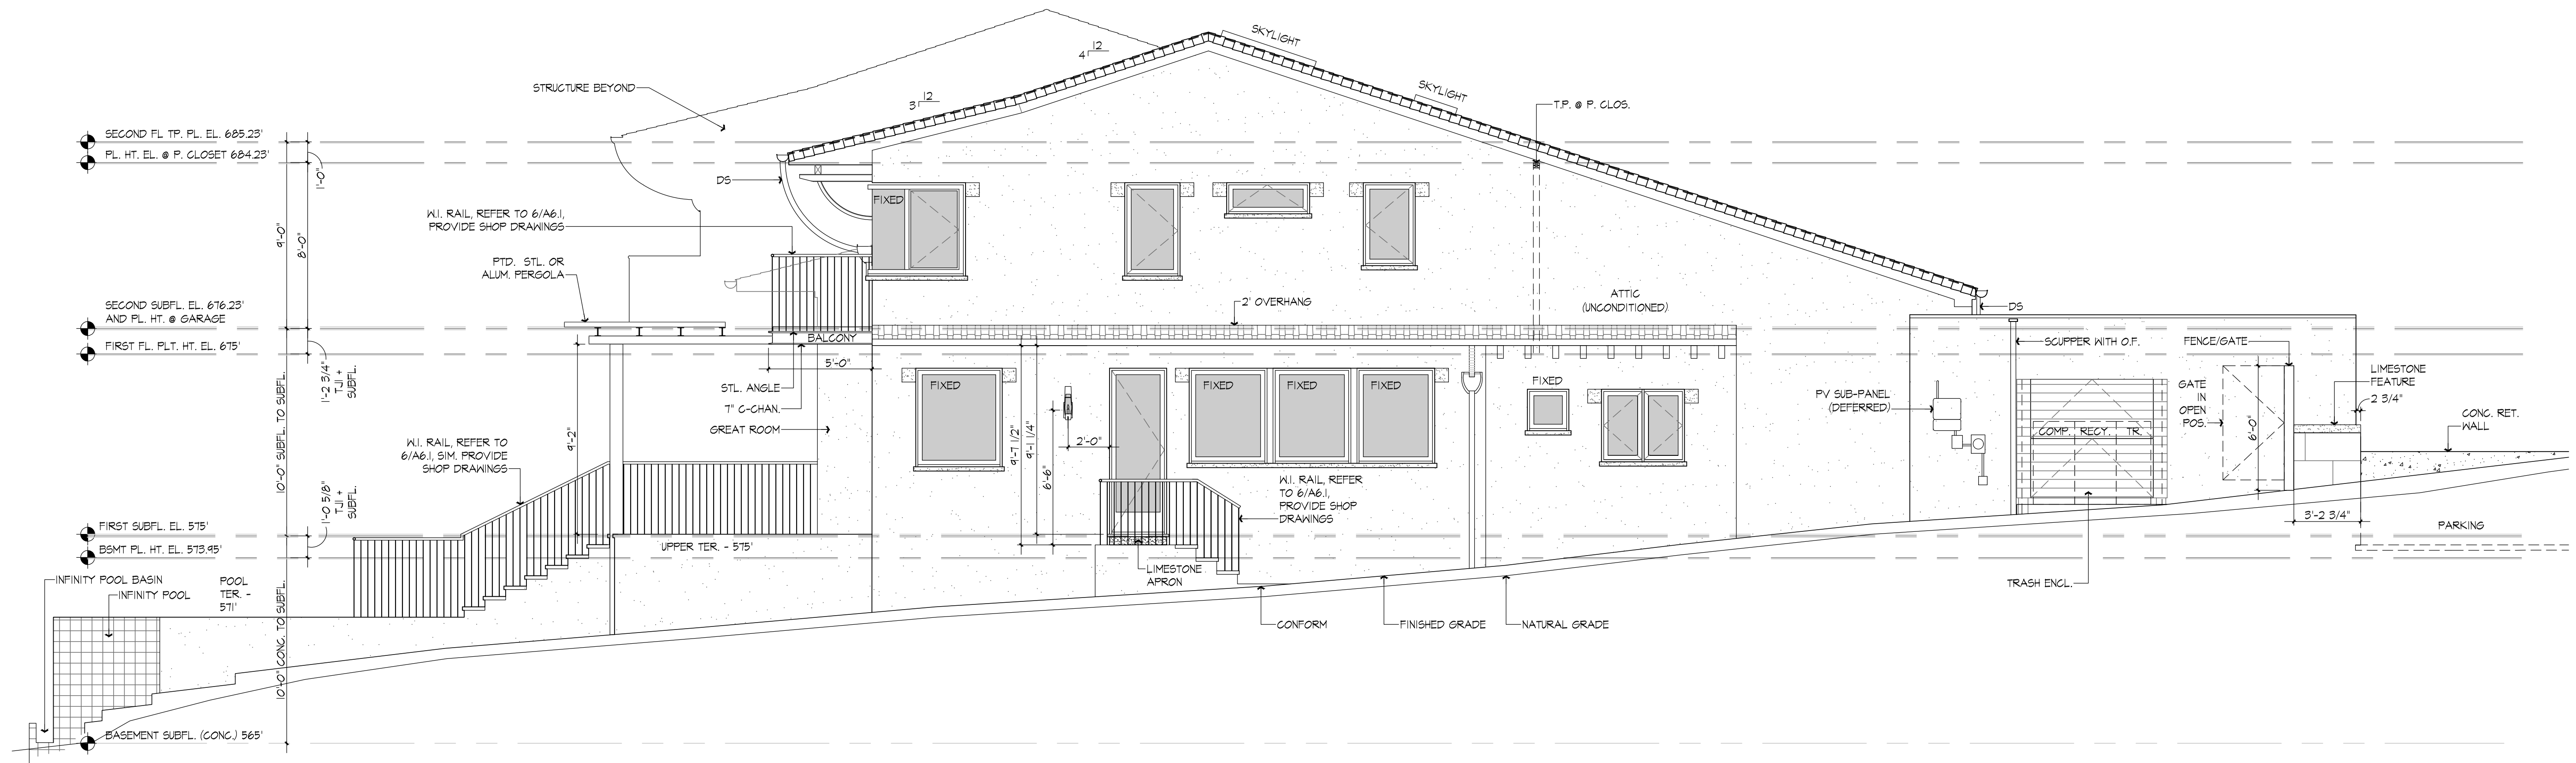 SKYLIGHT
12
4
STRUCTURE BEYOND
SKYLIGHT
12
3
T.P. @ P. CLOS.
SECOND FL TP. PL. EL. 685.23'
PL. HT. EL. @ P. CLOSET 684.23'
1'-0"
DS
FIXED
W.I. RAIL, REFER TO 6/A6.1,
PROVIDE SHOP DRAWINGS
9'-0"
8'-0"
PTD. STL. OR
ALUM. PERGOLA
SECOND SUBFL. EL. 676.23'
AND PL. HT. @ GARAGE
2' OVERHANG
ATTIC
(UNCONDITIONED)
DS
FIRST FL. PLT. HT. EL. 675'
BALCONY
SCUPPER WITH O.F.
FENCE/GATE
5'-0"
1'-2 3/4"
TJI +
SUBFL.
STL. ANGLE
7" C-CHAN.
GREAT ROOM
FIXED
FIXED
FIXED
FIXED
FIXED
PV SUB-PANEL
(DEFERRED)
GATE
IN
OPEN
POS.
LIMESTONE
FEATURE
2 3/4"
CONC. RET.
WALL
6'-0"
COMP. RECY. TR.
W.I. RAIL, REFER TO
6/A6.1, SIM. PROVIDE
SHOP DRAWINGS
9'-2"
10'-0" SUBFL. TO SUBFL.
9'-7 1/2"
9'-1 1/4"
2'-0"
6'-6"
W.I. RAIL, REFER
TO 6/A6.1,
PROVIDE SHOP
DRAWINGS
1'-0 5/8"
TJI +
SUBFL.
FIRST SUBFL. EL. 575'
BSMT PL. HT. EL. 573.95'
UPPER TER. - 575'
3'-2 3/4"
PARKING
LIMESTONE
APRON
TRASH ENCL.
INFINITY POOL BASIN
INFINITY POOL
POOL
TER. -
571'
10'-0" CONC. TO SUBFL.
CONFORM
FINISHED GRADE
NATURAL GRADE
BASEMENT SUBFL. (CONC.) 565'